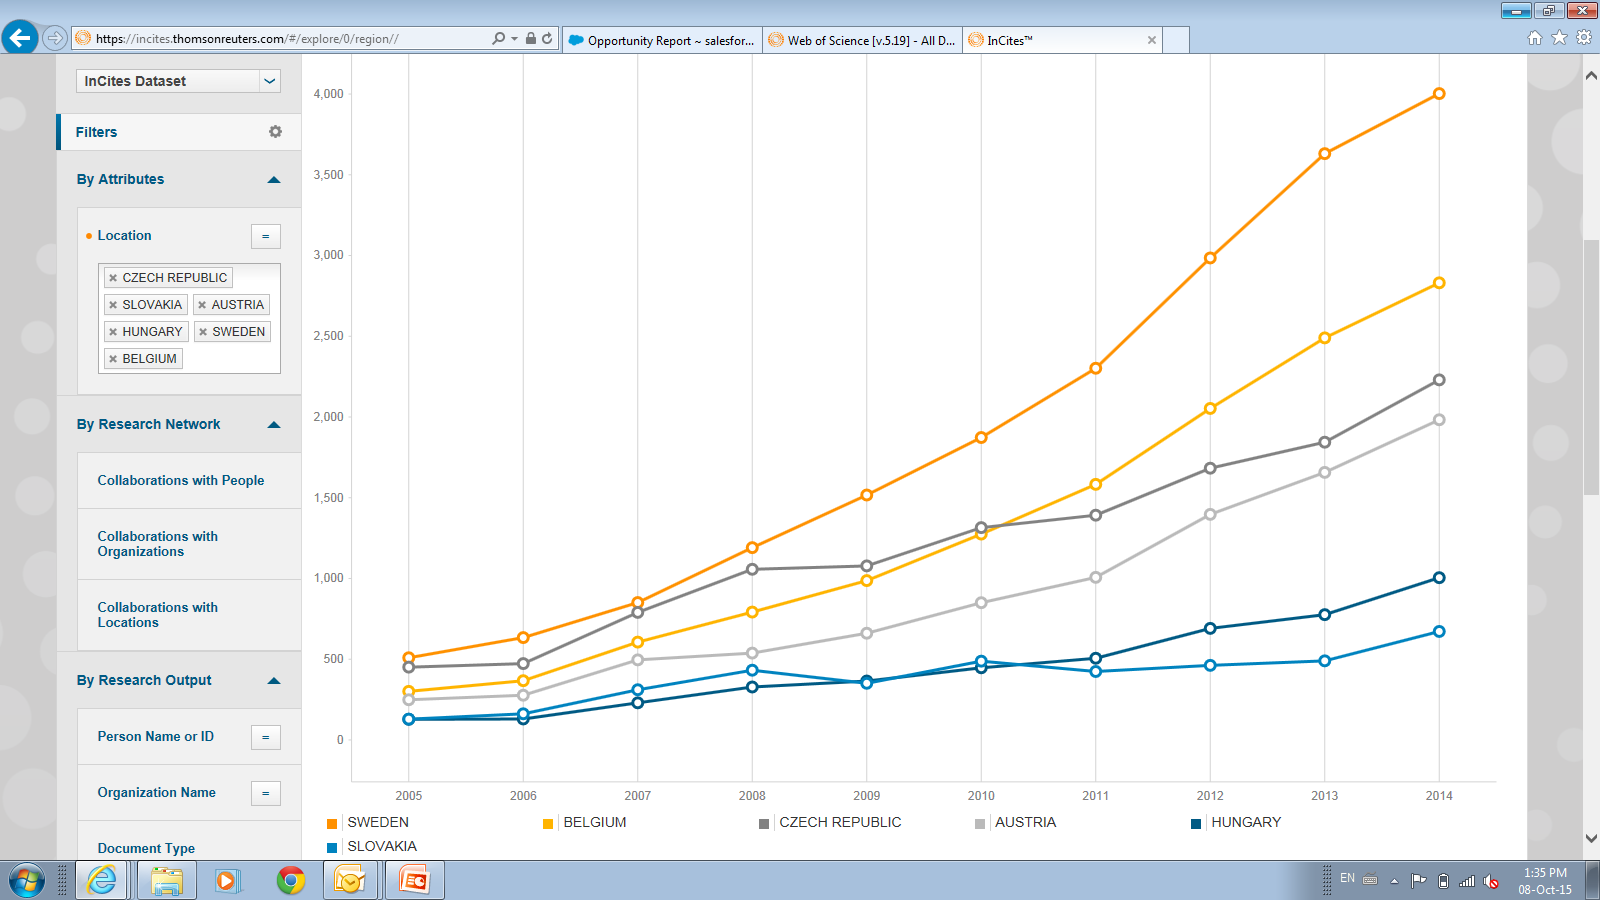 https://incites.thomsonreuters.com/#/explore/0/region//
Opportunity Report ~ salesfor...
Web of Science [v.5.19] - All D...
InCites™
InCites Dataset
Filters
By Attributes
Location
=
CZECH REPUBLIC
SLOVAKIA
AUSTRIA
HUNGARY
SWEDEN
BELGIUM
By Research Network
Collaborations with People
Collaborations with
Organizations
Collaborations with
Locations
By Research Output
Person Name or ID
=
Organization Name
=
Document Type
4,000
3,500
3,000
2,500
2,000
1,500
1,000
500
0
2005 2006 2007 2008 2009 2010 2011 2012 2013 2014
SWEDEN BELGIUM CZECH REPUBLIC AUSTRIA HUNGARY
SLOVAKIA
EN
1:35 PM
08-Oct-15